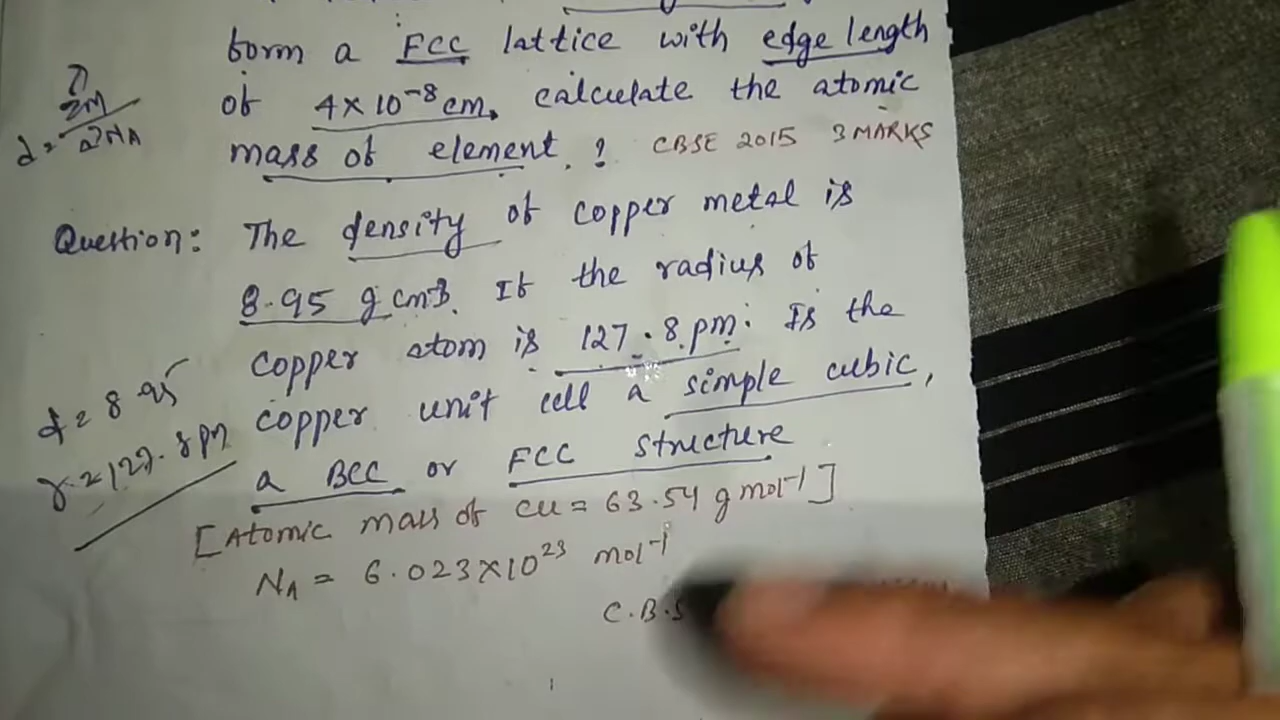 form a FCC lattice with edge length
of 4×10⁻⁸ cm, calculate the atomic
mass of element. ? CBSE 2015 3 MARKS
Question: The density of copper metal is
8.95 g cm⁻³. If the radius of
copper atom is 127.8 pm. Is the
copper unit cell a simple cubic,
a BCC or FCC structure
[Atomic mass of Cu = 63.54 g mol⁻¹]
N_A = 6.023×10²³ mol⁻¹
C.B.S
d = 8.95
r = 127.8 pm